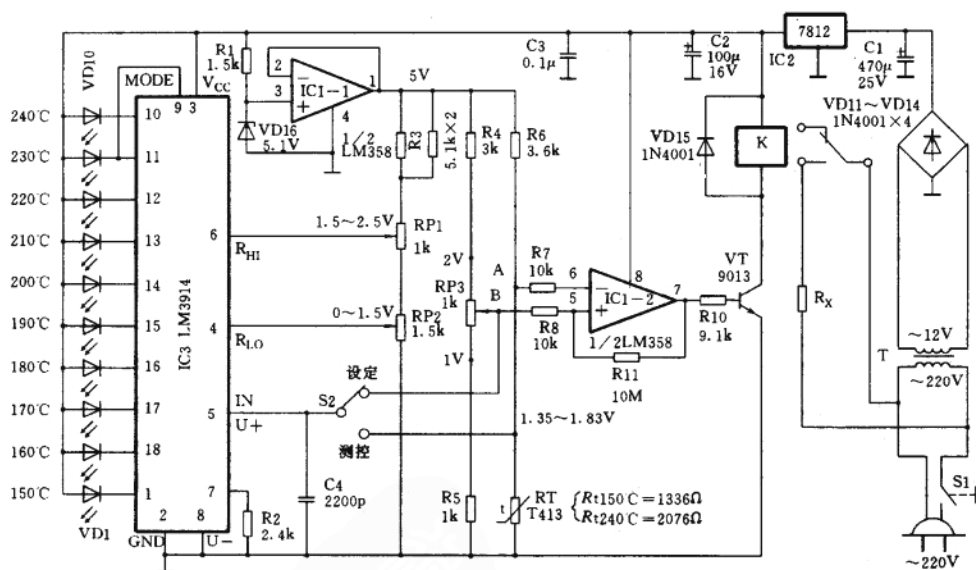 VD10
MODE
9
3
VCC
10
11
12
13
14
15
16
17
18
1
6
RHI
4
RLO
IN
5
U+
7
2
8
GND
U−
IC3 LM3914
240℃
230℃
220℃
210℃
200℃
190℃
180℃
170℃
160℃
150℃
VD1
R1
1.5k
2
3
−
+
IC1-1
1
4
VD16
5.1V
1/2
LM358
5V
R3
5.1k×2
R4
3k
R6
3.6k
1.5~2.5V
RP1
1k
0~1.5V
RP2
1.5k
2V
RP3
1k
1V
A
B
S2
设定
测控
C4
2200p
R2
2.4k
R5
1k
t
RT
T413
Rt150℃=1336Ω
Rt240℃=2076Ω
1.35~1.83V
R7
10k
R8
10k
6
5
−
+
IC1-2
8
7
1/2LM358
R11
10M
R10
9.1k
VT
9013
C3
0.1μ
C2
100μ
16V
+
VD15
1N4001
K
7812
IC2
C1
470μ
25V
+
VD11~VD14
1N4001×4
RX
~12V
T
~220V
S1
~220V